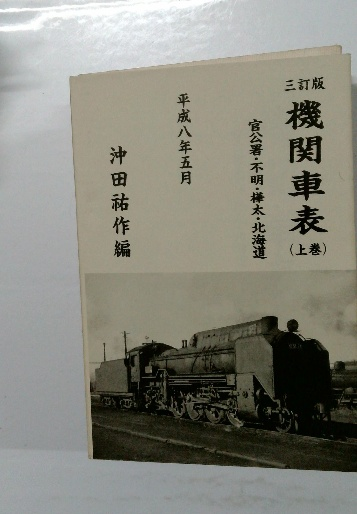 三訂版
機関車表
（上巻）
官公署・不明・樺太・北海道
平成八年五月
沖田祐作編